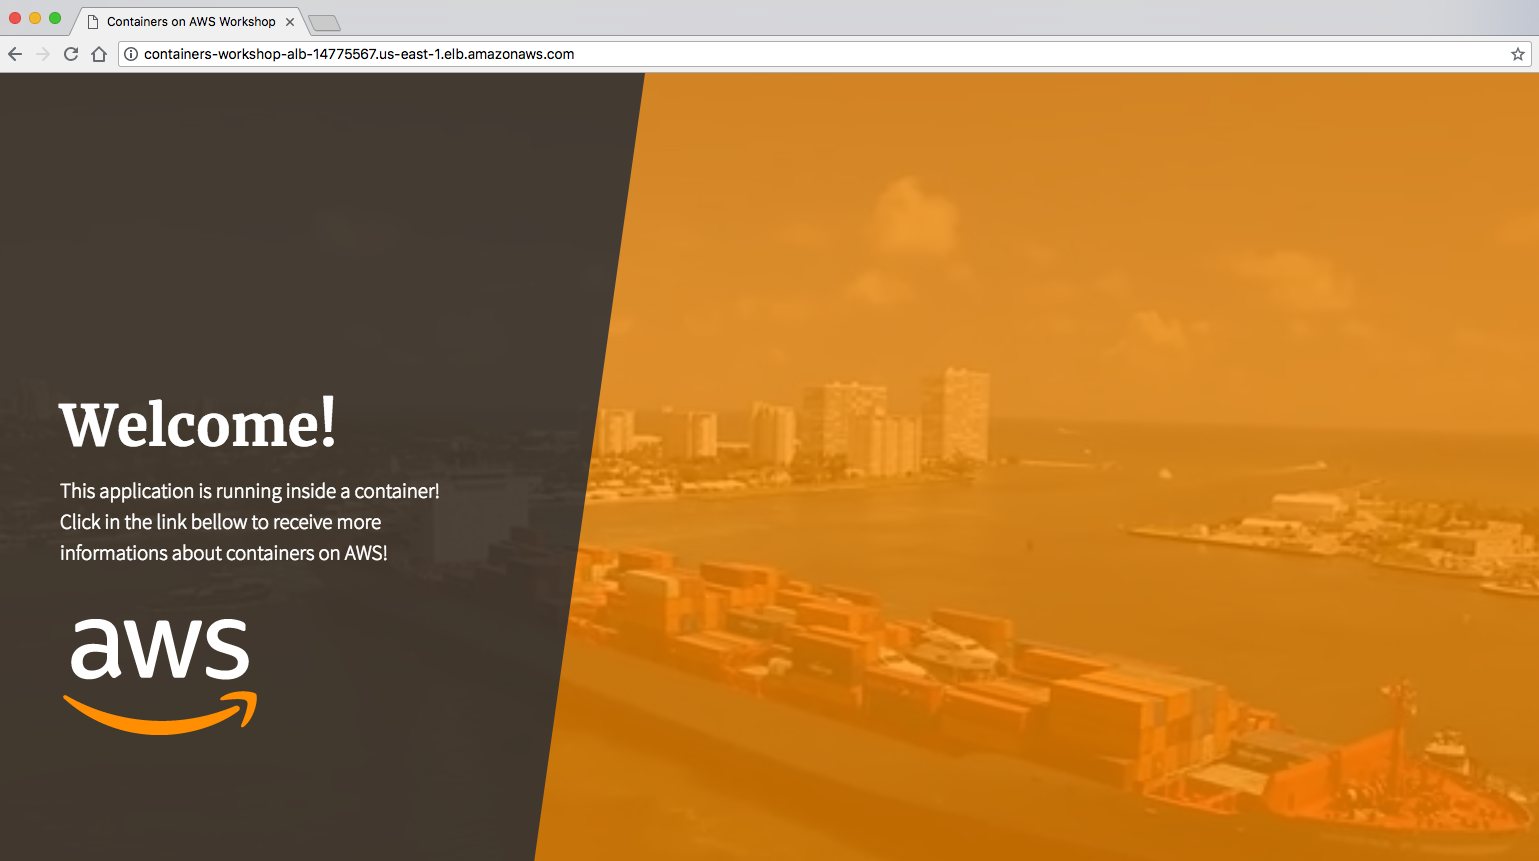 Containers on AWS Workshop
containers-workshop-alb-14775567.us-east-1.elb.amazonaws.com
Welcome!
This application is running inside a container!
Click in the link bellow to receive more
informations about containers on AWS!
aws